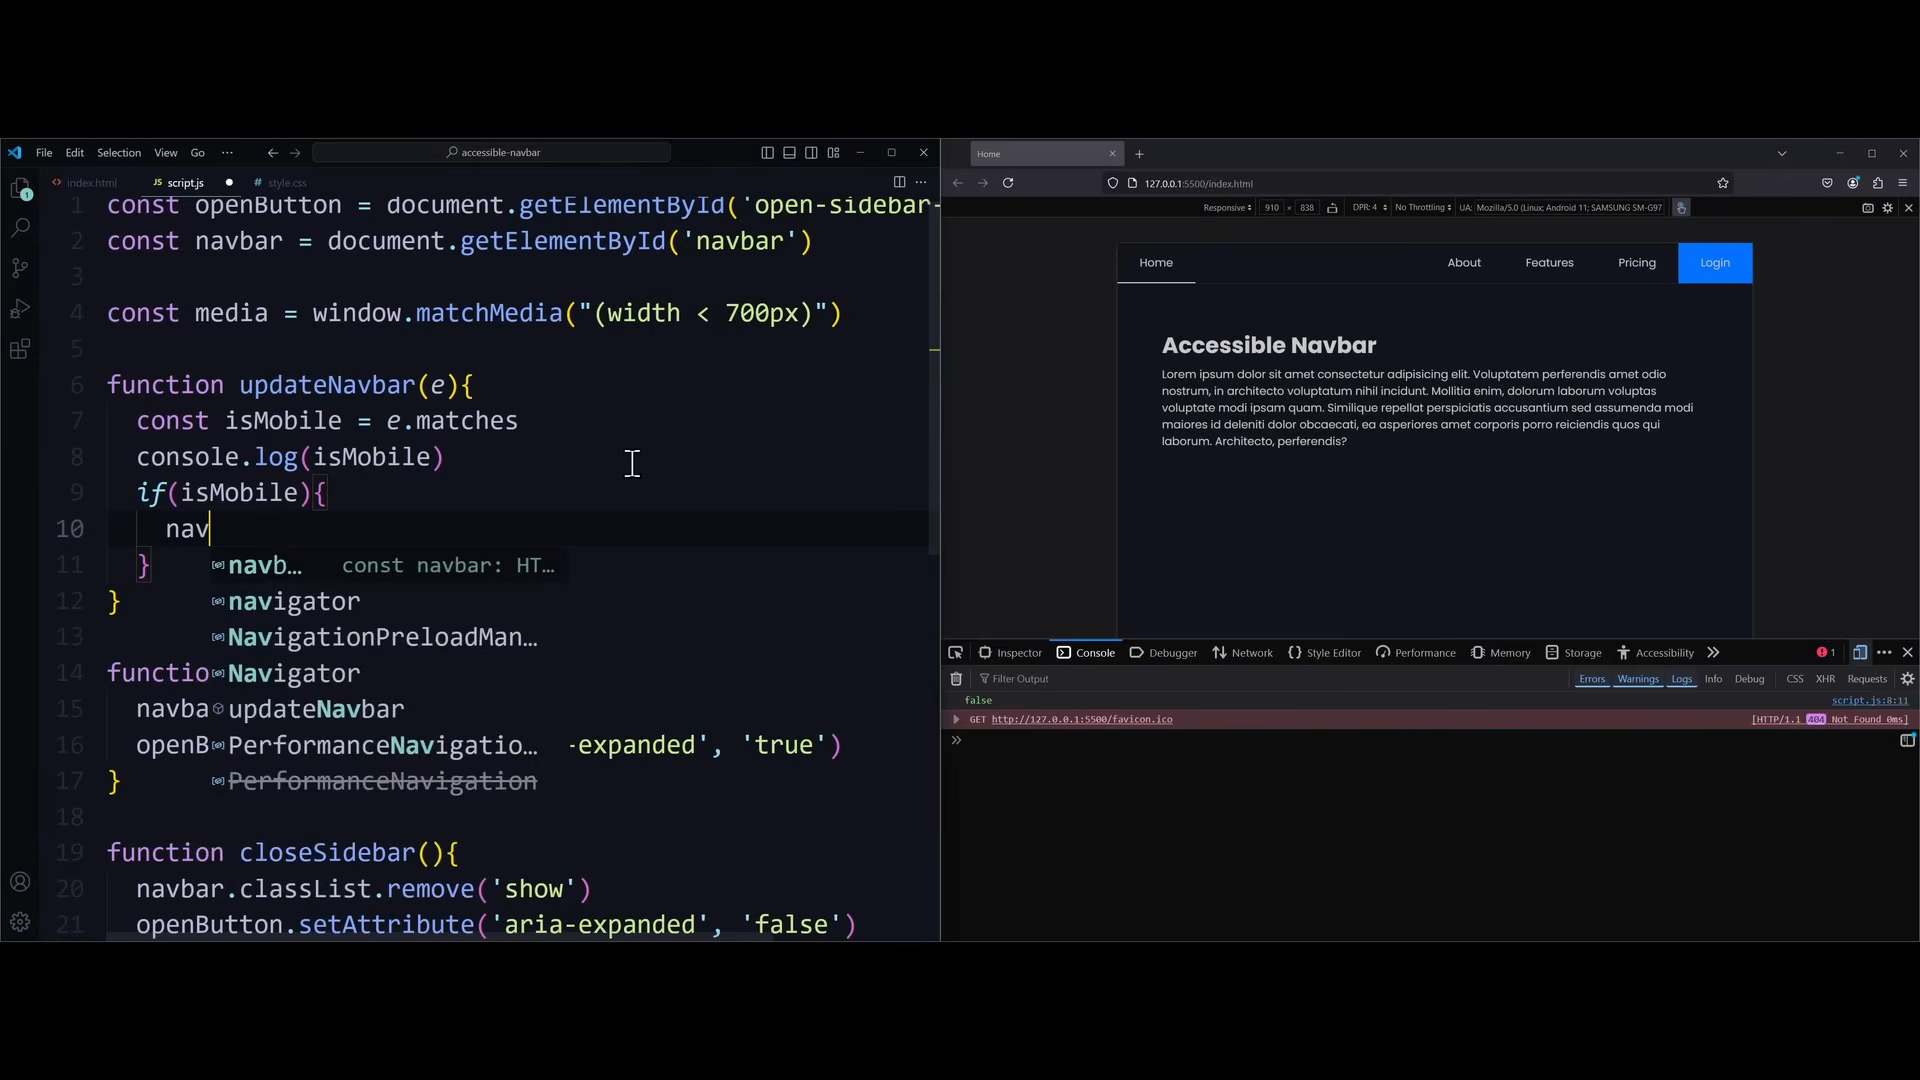 File Edit Selection View Go ··· accessible-navbar
index.html JS script.js # style.css
1 const openButton = document.getElementById('open-sidebar-
2 const navbar = document.getElementById('navbar')
3
4 const media = window.matchMedia("(width < 700px)")
5
6 function updateNavbar(e){
7 const isMobile = e.matches
8 console.log(isMobile)
9 if(isMobile){
10 nav
11 } navb… const navbar: HT…
12 } navigator
13 NavigationPreloadMan…
14 functio Navigator
15 navba updateNavbar
16 openB PerformanceNavigatio… -expanded', 'true')
17 } PerformanceNavigation
18
19 function closeSidebar(){
20 navbar.classList.remove('show')
21 openButton.setAttribute('aria-expanded', 'false')
1
Home
127.0.0.1:5500/index.html
Responsive 910 × 838 DPR: 4 No Throttling UA: Mozilla/5.0 (Linux; Android 11; SAMSUNG SM-G97
Home About Features Pricing Login
Accessible Navbar
Lorem ipsum dolor sit amet consectetur adipisicing elit. Voluptatem perferendis amet odio
nostrum, in architecto voluptatum nihil incidunt. Mollitia enim, dolorum laborum voluptas
voluptate modi ipsam quam. Similique repellat perspiciatis accusantium sed assumenda modi
maiores id deleniti dolor obcaecati, ea asperiores amet corporis porro reiciendis quos qui
laborum. Architecto, perferendis?
Inspector Console Debugger Network Style Editor Performance Memory Storage Accessibility 1
Filter Output Errors Warnings Logs Info Debug CSS XHR Requests
false script.js:8:11
GET http://127.0.0.1:5500/favicon.ico [HTTP/1.1 404 Not Found 0ms]